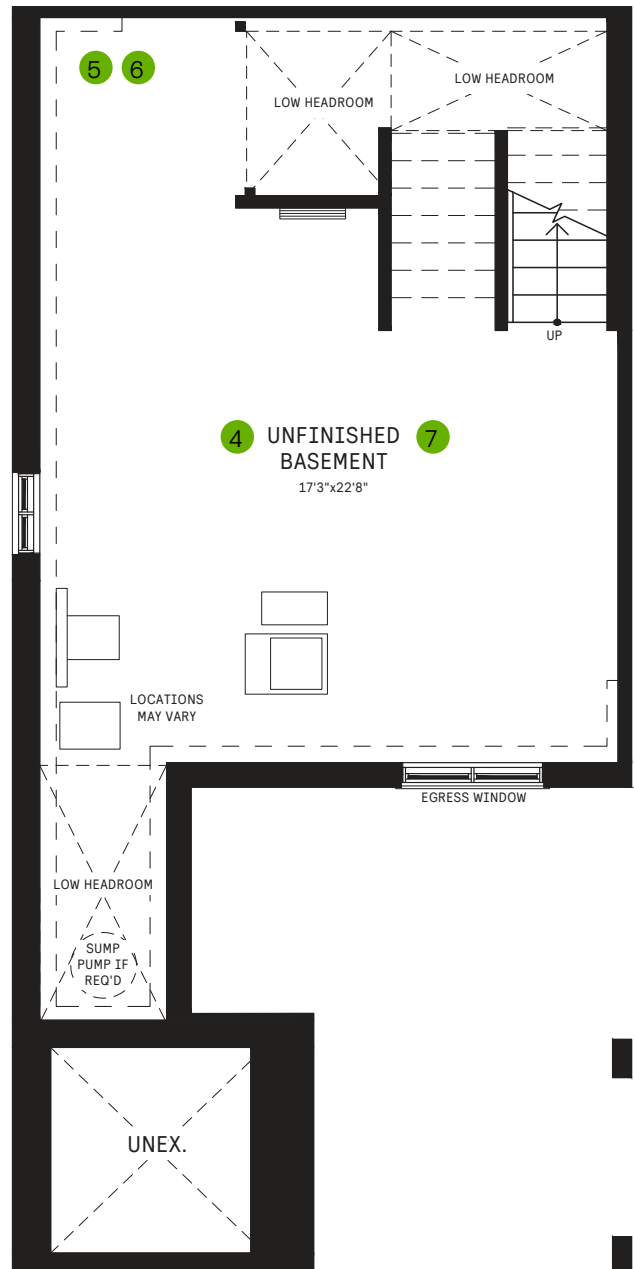 5 6
LOW HEADROOM
LOW HEADROOM
UP
4 UNFINISHED 7
BASEMENT
17'3"x22'8"
LOCATIONS
MAY VARY
EGRESS WINDOW
LOW HEADROOM
SUMP
PUMP IF
REQ'D
UNEX.